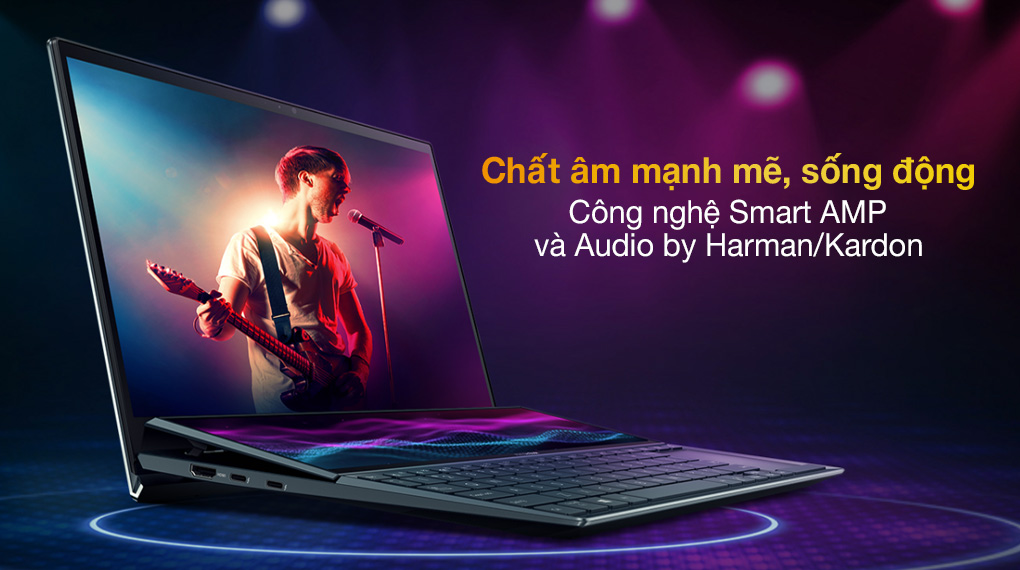 Chất âm mạnh mẽ, sống động
Công nghệ Smart AMP
và Audio by Harman/Kardon